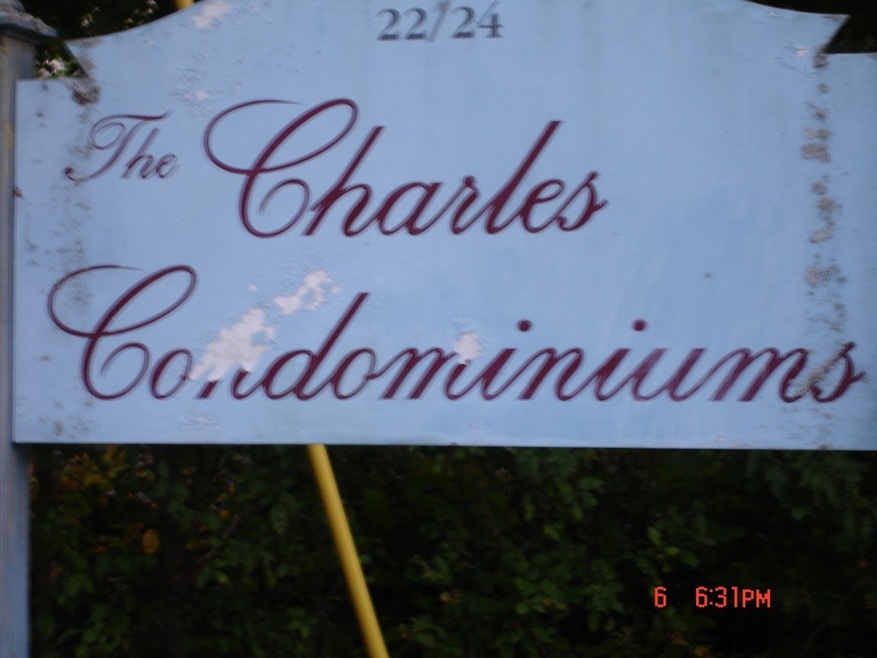 22/24
The Charles
Condominiums
6 6:31PM